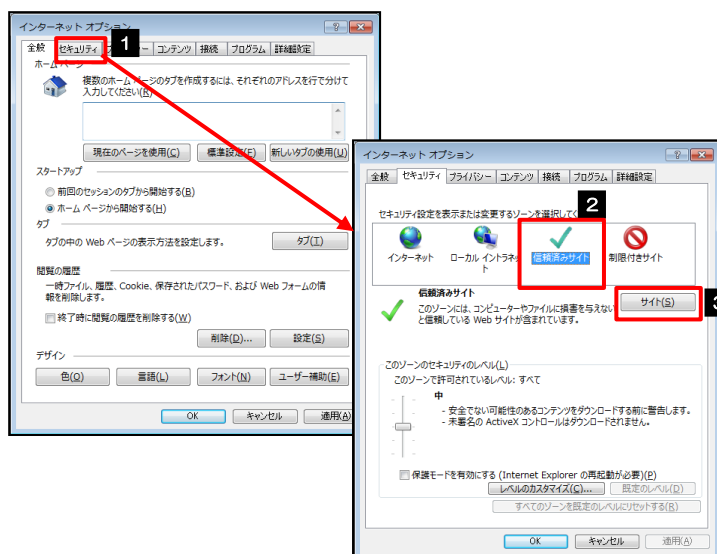 インターネット オプション
1
全般 セキュリティ コンテンツ 接続 プログラム 詳細設定
ホーム ページ
複数のホーム ページのタブを作成するには、それぞれのアドレスを行で分けて
入力してください(R)
現在のページを使用(C) 標準設定(F) 新しいタブの使用(U)
スタートアップ
前回のセッションのタブから開始する(B)
ホーム ページから開始する(H)
タブ
タブの中の Web ページの表示方法を設定します。 タブ(T)
閲覧の履歴
一時ファイル、履歴、Cookie、保存されたパスワード、および Web フォームの情
報を削除します。
終了時に閲覧の履歴を削除する(W)
削除(D)... 設定(S)
デザイン
色(O) 言語(L) フォント(N) ユーザー補助(E)
OK キャンセル 適用(A)
インターネット オプション
全般 セキュリティ プライバシー コンテンツ 接続 プログラム 詳細設定
セキュリティ設定を表示または変更するゾーンを選択して
2
インターネット ローカル イントラネッ
ト 信頼済みサイト 制限付きサイト
信頼済みサイト
このゾーンには、コンピューターやファイルに損害を与えない
と信頼している Web サイトが含まれています。
サイト(S)
3
このゾーンのセキュリティのレベル(L)
このゾーンで許可されているレベル: すべて
中
- 安全でない可能性のあるコンテンツをダウンロードする前に警告します。
- 未署名の ActiveX コントロールはダウンロードされません。
保護モードを有効にする (Internet Explorer の再起動が必要)(P)
レベルのカスタマイズ(C)... 既定のレベル(D)
すべてのゾーンを既定のレベルにリセットする(R)
OK キャンセル 適用(A)